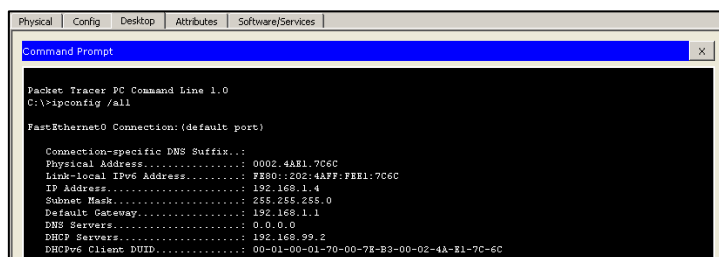 Physical Config Desktop Attributes Software/Services
Command Prompt X
Packet Tracer PC Command Line 1.0
C:\>ipconfig /all
FastEthernet0 Connection:(default port)
Connection-specific DNS Suffix..:
Physical Address................: 0002.4AE1.7C6C
Link-local IPv6 Address.........: FE80::202:4AFF:FEE1:7C6C
IP Address......................: 192.168.1.4
Subnet Mask.....................: 255.255.255.0
Default Gateway.................: 192.168.1.1
DNS Servers.....................: 0.0.0.0
DHCP Servers....................: 192.168.99.2
DHCPv6 Client DUID..............: 00-01-00-01-70-00-7E-B3-00-02-4A-E1-7C-6C